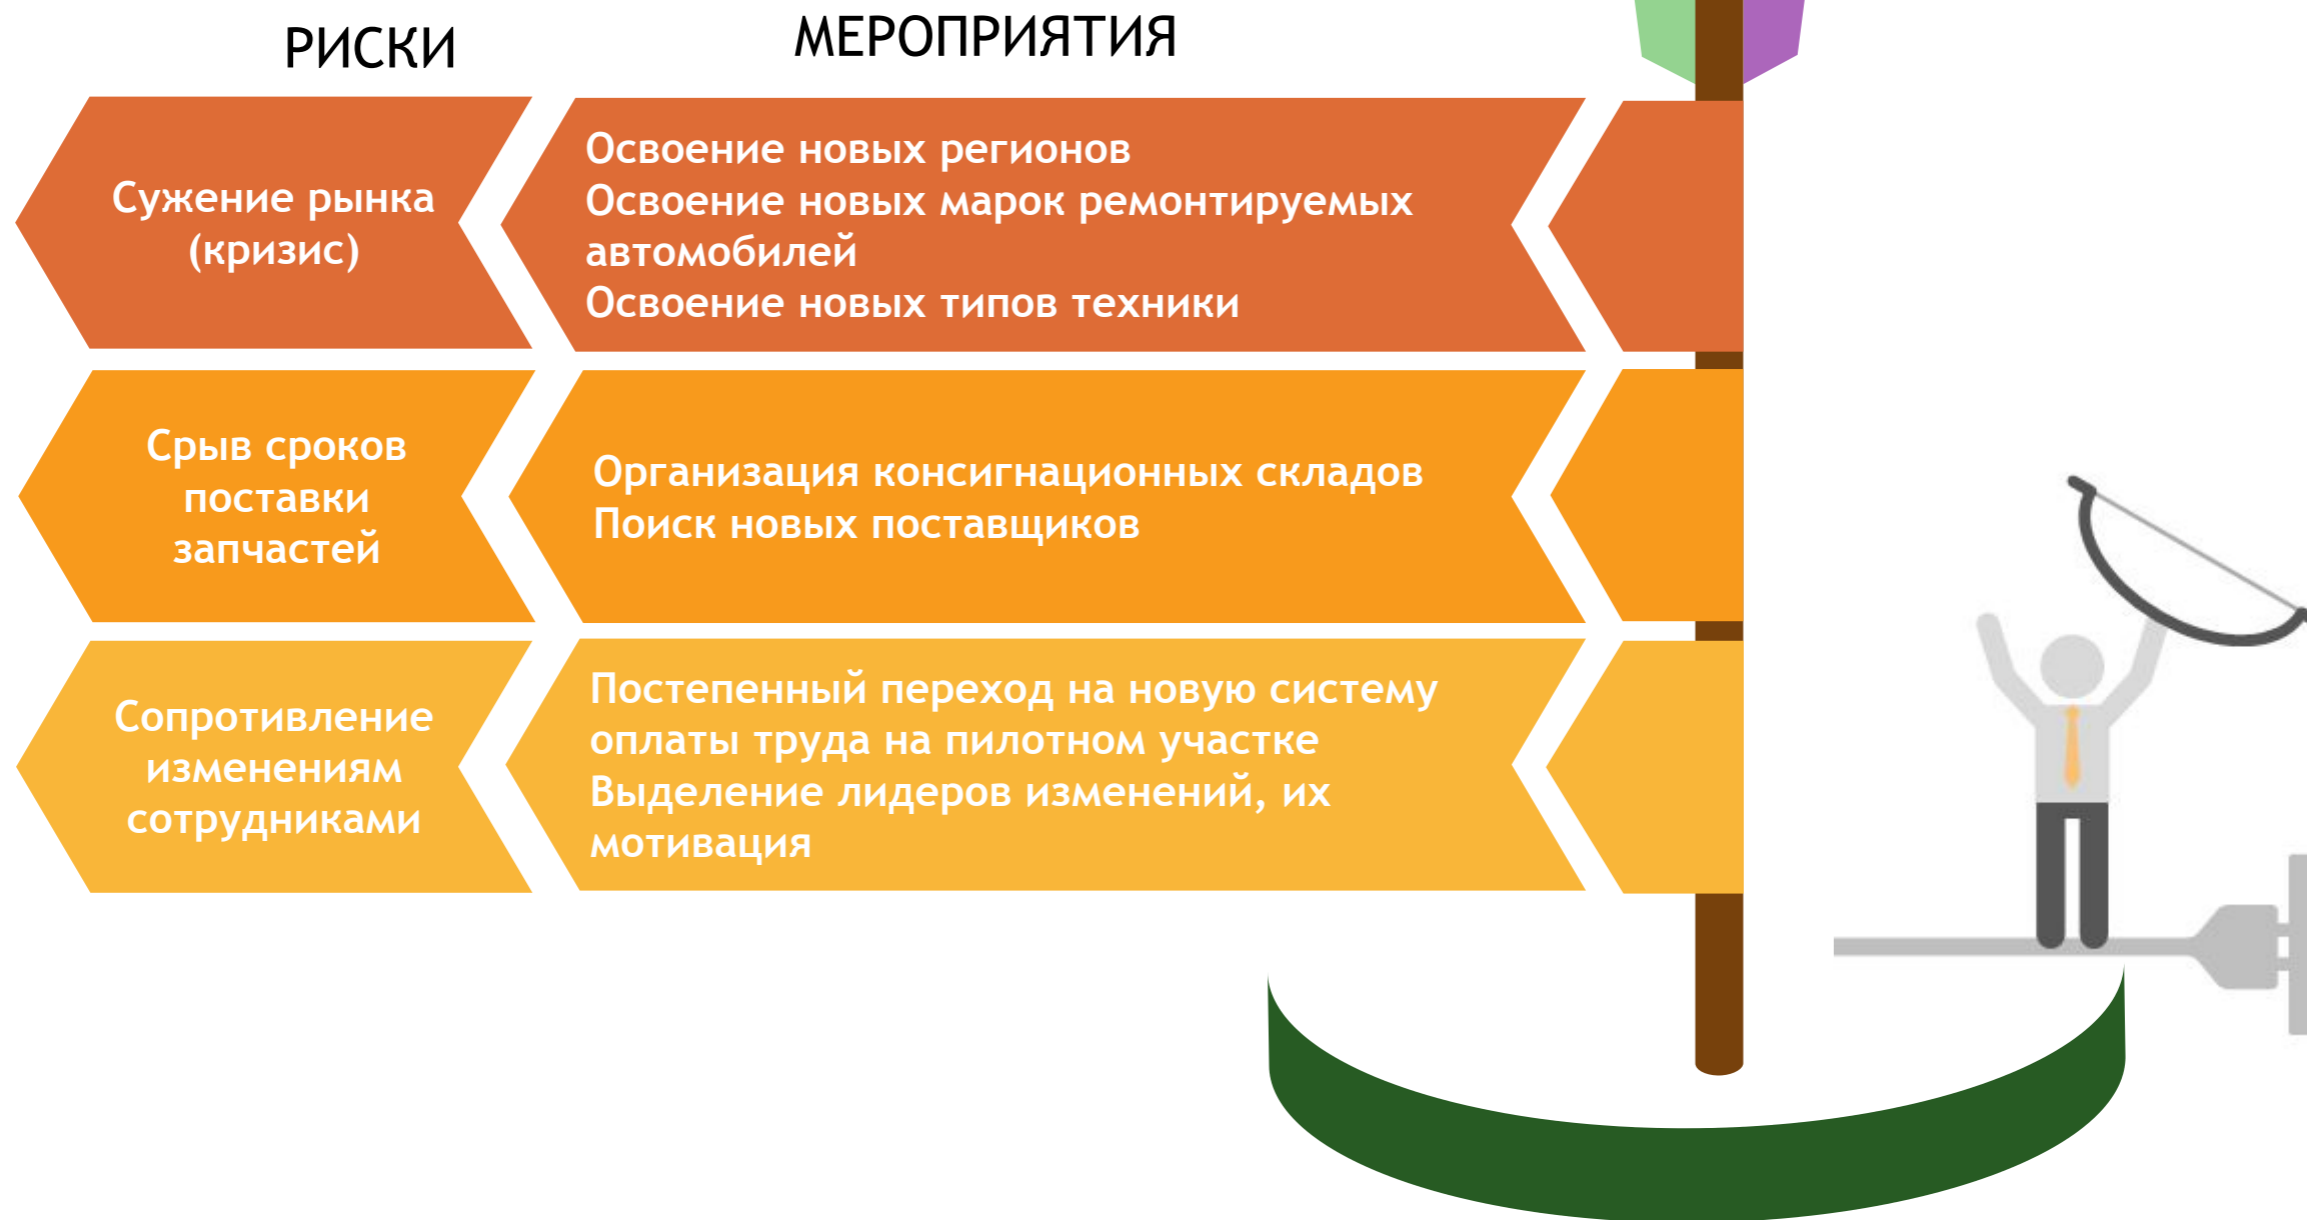 РИСКИ
МЕРОПРИЯТИЯ
Сужение рынка
(кризис)
Освоение новых регионов
Освоение новых марок ремонтируемых
автомобилей
Освоение новых типов техники
Срыв сроков
поставки
запчастей
Организация консигнационных складов
Поиск новых поставщиков
Сопротивление
изменениям
сотрудниками
Постепенный переход на новую систему
оплаты труда на пилотном участке
Выделение лидеров изменений, их
мотивация